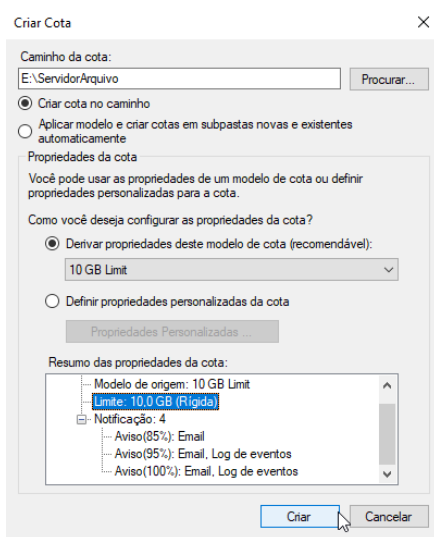 Criar Cota
Caminho da cota:
E:\ServidorArquivo
Procurar...
Criar cota no caminho
Aplicar modelo e criar cotas em subpastas novas e existentes
automaticamente
Propriedades da cota
Você pode usar as propriedades de um modelo de cota ou definir
propriedades personalizadas para a cota.
Como você deseja configurar as propriedades da cota?
Derivar propriedades deste modelo de cota (recomendável):
10 GB Limit
Definir propriedades personalizadas da cota
Propriedades Personalizadas ...
Resumo das propriedades da cota:
Modelo de origem: 10 GB Limit
Limite: 10,0 GB (Rígida)
Notificação: 4
Aviso(85%): Email
Aviso(95%): Email, Log de eventos
Aviso(100%): Email, Log de eventos
Criar
Cancelar